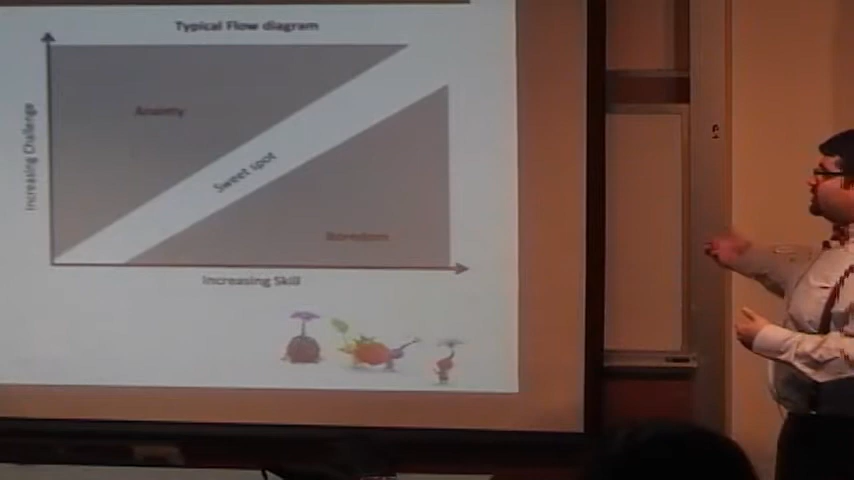 Typical Flow diagram
Increasing Challenge
Anxiety
Sweet spot
Boredom
Increasing Skill